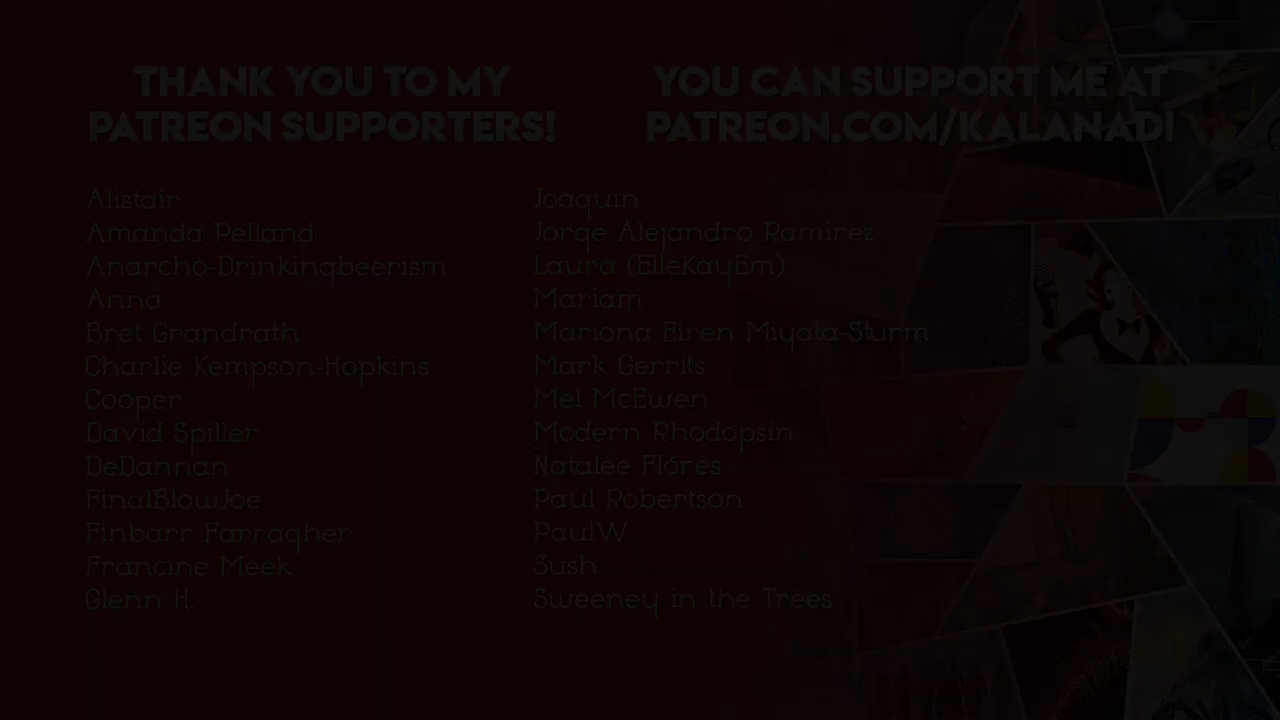 THANK YOU TO MY
PATREON SUPPORTERS!
YOU CAN SUPPORT ME AT
PATREON.COM/KALANADI
Alistair
Amanda Pelland
Anarcho-Drinkingbeerism
Anna
Bret Grandrath
Charlie Kempson-Hopkins
Cooper
David Spiller
DeDannan
FinalBlowJoe
Finbarr Farragher
Francine Meek
Glenn H.
Joaquin
Jorge Alejandro Ramirez
Laura (ElleKayEm)
Mariam
Mariona Eiren Miyata-Sturm
Mark Gerrits
Mel McEwen
Modern Rhodopsin
Natalee Flóres
Paul Robertson
PaulW
Sush
Sweeney in the Trees